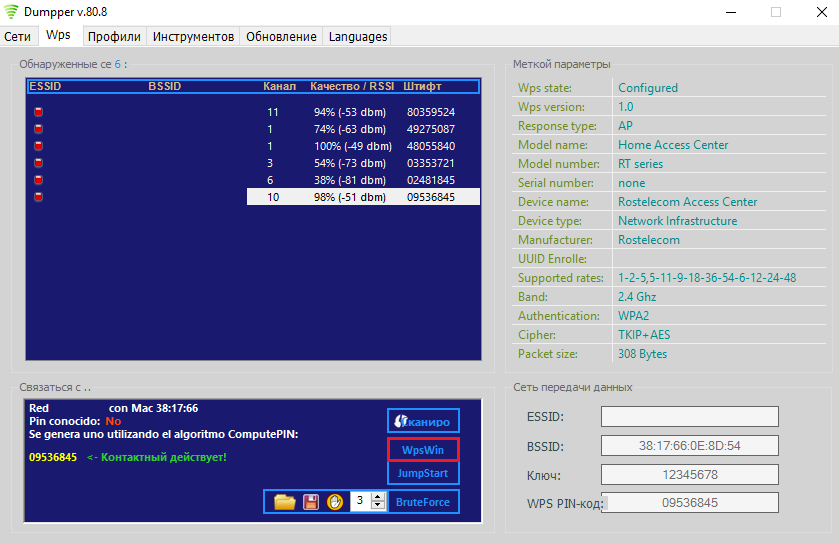 Dumpper v.80.8
Сети Wps Профили Инструментов Обновление Languages
Обнаруженные се 6 :
ESSID BSSID Канал Качество / RSSI Штифт
11 94% (-53 dbm) 80359524
1 74% (-63 dbm) 49275087
1 100% (-49 dbm) 48055840
3 54% (-73 dbm) 03353721
6 38% (-81 dbm) 02481845
10 98% (-51 dbm) 09536845
Меткой параметры
Wps state: Configured
Wps version: 1.0
Response type: AP
Model name: Home Access Center
Model number: RT series
Serial number: none
Device name: Rostelecom Access Center
Device type: Network Infrastructure
Manufacturer: Rostelecom
UUID Enrolle:
Supported rates: 1-2-5,5-11-9-18-36-54-6-12-24-48
Band: 2.4 Ghz
Authentication: WPA2
Cipher: TKIP+AES
Packet size: 308 Bytes
Связаться с ..
Red con Mac 38:17:66
Pin conocido: No
Se genera uno utilizando el algoritmo ComputePIN:
09536845 <- Контактный действует!
каниро
WpsWin
JumpStart
3 BruteForce
Сеть передачи данных
ESSID:
BSSID: 38:17:66:0E:8D:54
Ключ: 12345678
WPS PIN-код: 09536845